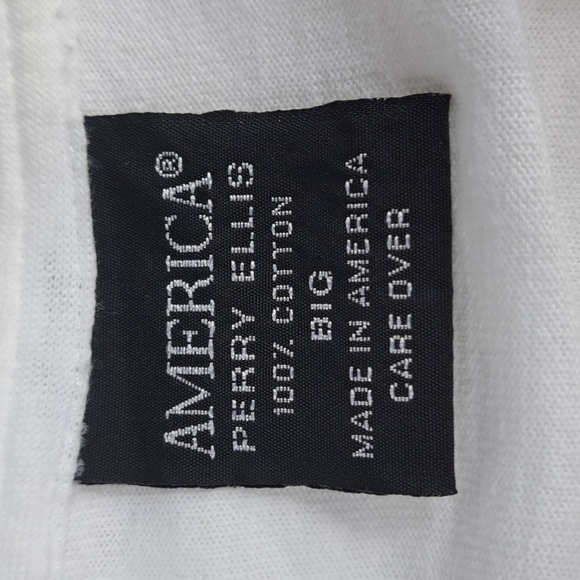 AMERICA®
PERRY ELLIS
100% COTTON
BIG
MADE IN AMERICA
CARE OVER